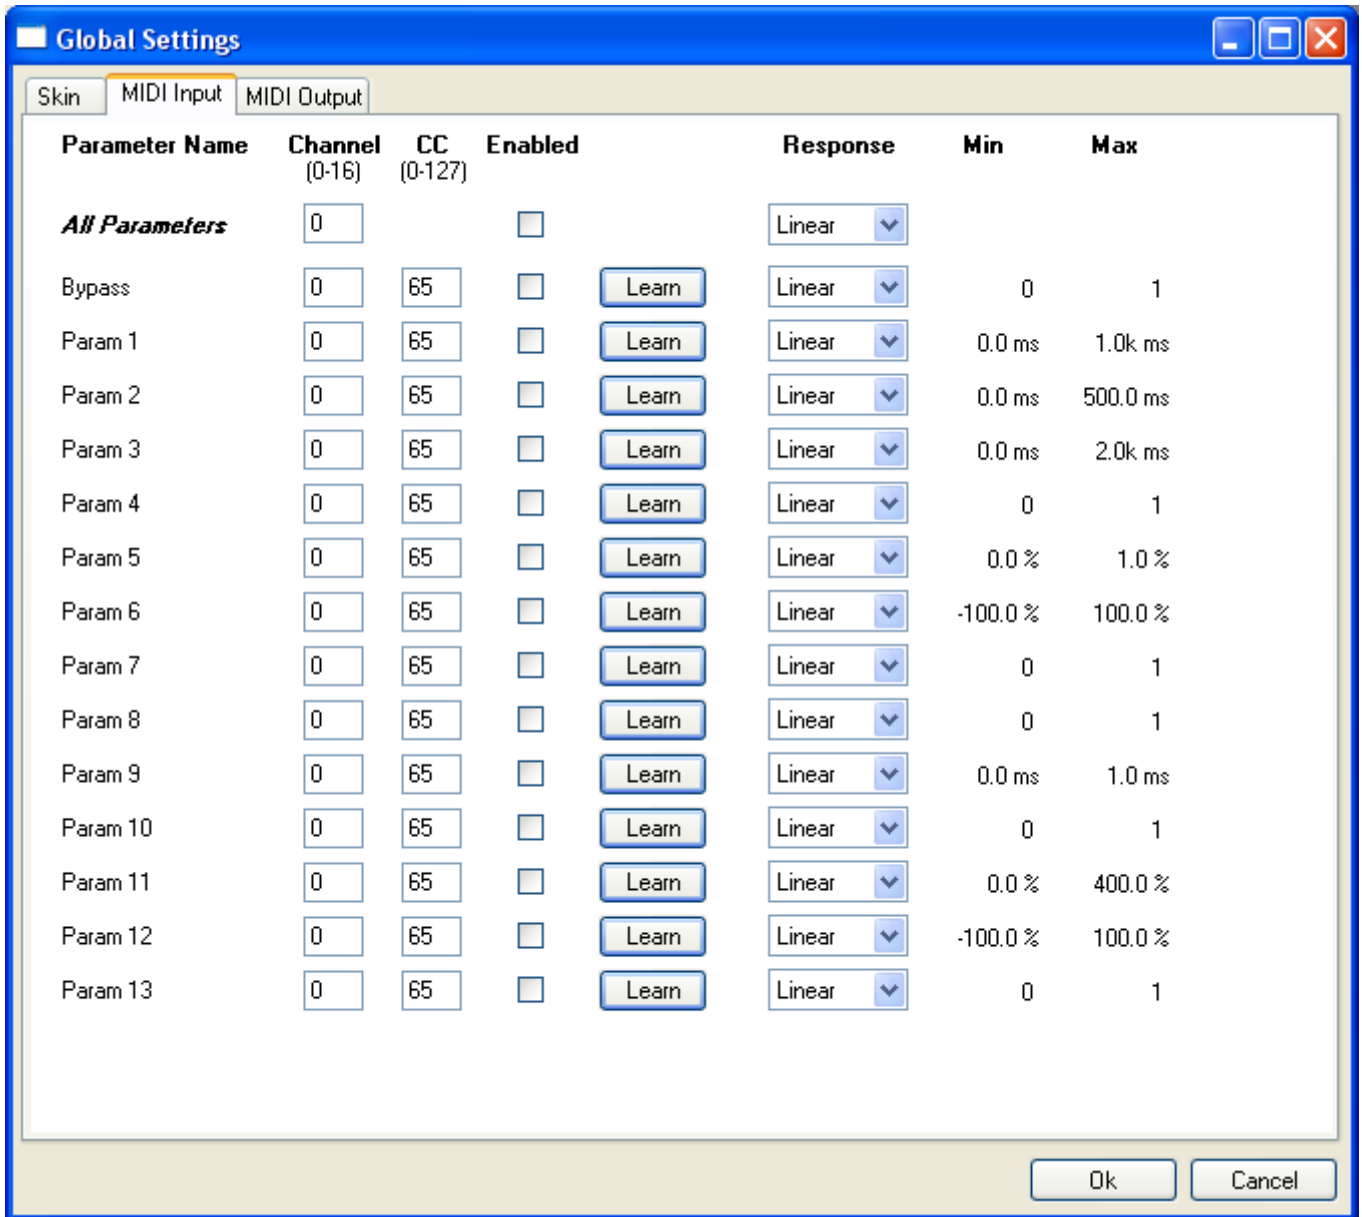 Global Settings
Skin MIDI Input MIDI Output
Parameter Name Channel CC Enabled Response Min Max
(0-16) (0-127)
All Parameters 0 Linear
Bypass 0 65 Learn Linear 0 1
Param 1 0 65 Learn Linear 0.0 ms 1.0k ms
Param 2 0 65 Learn Linear 0.0 ms 500.0 ms
Param 3 0 65 Learn Linear 0.0 ms 2.0k ms
Param 4 0 65 Learn Linear 0 1
Param 5 0 65 Learn Linear 0.0 % 1.0 %
Param 6 0 65 Learn Linear -100.0 % 100.0 %
Param 7 0 65 Learn Linear 0 1
Param 8 0 65 Learn Linear 0 1
Param 9 0 65 Learn Linear 0.0 ms 1.0 ms
Param 10 0 65 Learn Linear 0 1
Param 11 0 65 Learn Linear 0.0 % 400.0 %
Param 12 0 65 Learn Linear -100.0 % 100.0 %
Param 13 0 65 Learn Linear 0 1
Ok Cancel